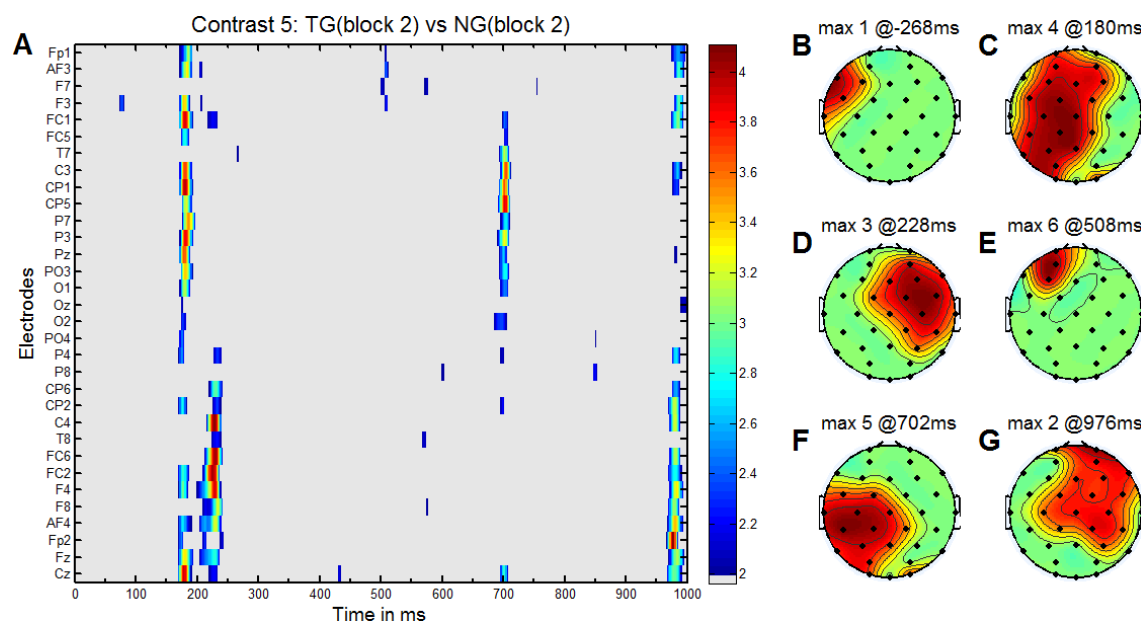 Contrast 5: TG(block 2) vs NG(block 2)
A
Electrodes
Fp1
AF3
F7
F3
FC1
FC5
T7
C3
CP1
CP5
P7
P3
Pz
PO3
O1
Oz
O2
PO4
P4
P8
CP6
CP2
C4
T8
FC6
FC2
F4
F8
AF4
Fp2
Fz
Cz
0 100 200 300 400 500 600 700 800 900 1000
Time in ms
4
3.8
3.6
3.4
3.2
3
2.8
2.6
2.4
2.2
2
B max 1 @-268ms
C max 4 @180ms
D max 3 @228ms
E max 6 @508ms
F max 5 @702ms
G max 2 @976ms